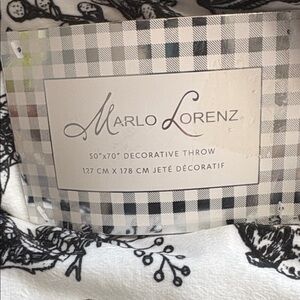 MARLO LORENZ
50"x70" DECORATIVE THROW
127 CM X 178 CM JETÉ DÉCORATIF